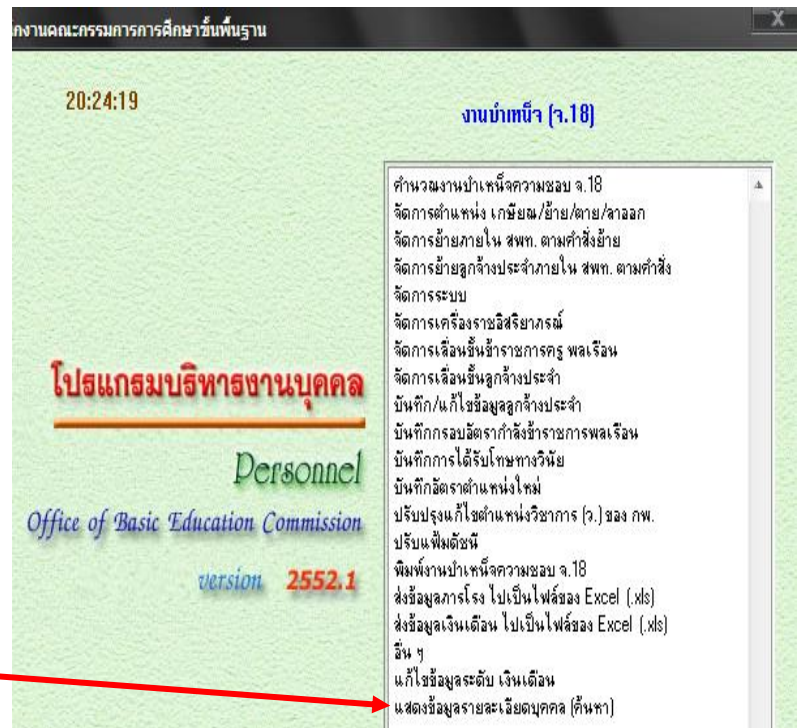 กงานคณะกรรมการการศึกษาขั้นพื้นฐาน
X
20:24:19
งานบำเหน็จ (จ.18)
โปรแกรมบริหารงานบุคคล
Personnel
Office of Basic Education Commission
version 2552.1
คำนวณงานบำเหน็จความชอบ จ.18
จัดการตำแหน่ง เกษียณ/ย้าย/ตาย/ลาออก
จัดการย้ายภายใน สพท. ตามคำสั่งย้าย
จัดการย้ายลูกจ้างประจำภายใน สพท. ตามคำสั่ง
จัดการระบบ
จัดการเครื่องราชอิสริยาภรณ์
จัดการเลื่อนขั้นข้าราชการครู พลเรือน
จัดการเลื่อนขั้นลูกจ้างประจำ
บันทึก/แก้ไขข้อมูลลูกจ้างประจำ
บันทึกกรอบอัตรากำลังข้าราชการพลเรือน
บันทึกการได้รับโทษทางวินัย
บันทึกอัตราตำแหน่งใหม่
ปรับปรุงแก้ไขตำแหน่งวิชาการ (ว.) ของ กพ.
ปรับแฟ้มดัชนี
พิมพ์งานบำเหน็จความชอบ จ.18
ส่งข้อมูลภารโรง ไปเป็นไฟล์ของ Excel (.xls)
ส่งข้อมูลเงินเดือน ไปเป็นไฟล์ของ Excel (.xls)
อื่น ๆ
แก้ไขข้อมูลระดับ เงินเดือน
แสดงข้อมูลรายละเอียดบุคคล (ค้นหา)